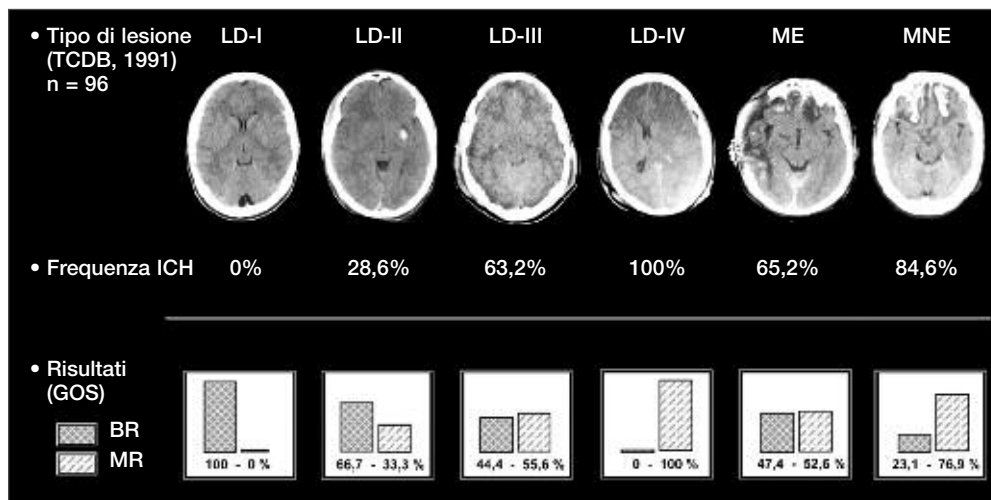 • Tipo di lesione LD-I LD-II LD-III LD-IV ME MNE
(TCDB, 1991)
n = 96
• Frequenza ICH 0% 28,6% 63,2% 100% 65,2% 84,6%
• Risultati
(GOS)
BR
MR
100 - 0 % 66,7 - 33,3 % 44,4 - 55,6 % 0 - 100% 47,4 - 52,6 % 23,1 - 76,9 %